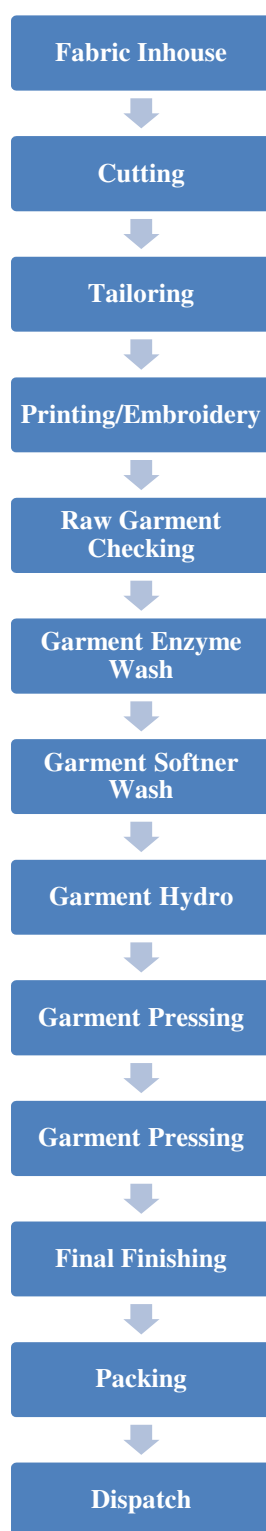 Fabric Inhouse
Cutting
Tailoring
Printing/Embroidery
Raw Garment
Checking
Garment Enzyme
Wash
Garment Softner
Wash
Garment Hydro
Garment Pressing
Garment Pressing
Final Finishing
Packing
Dispatch